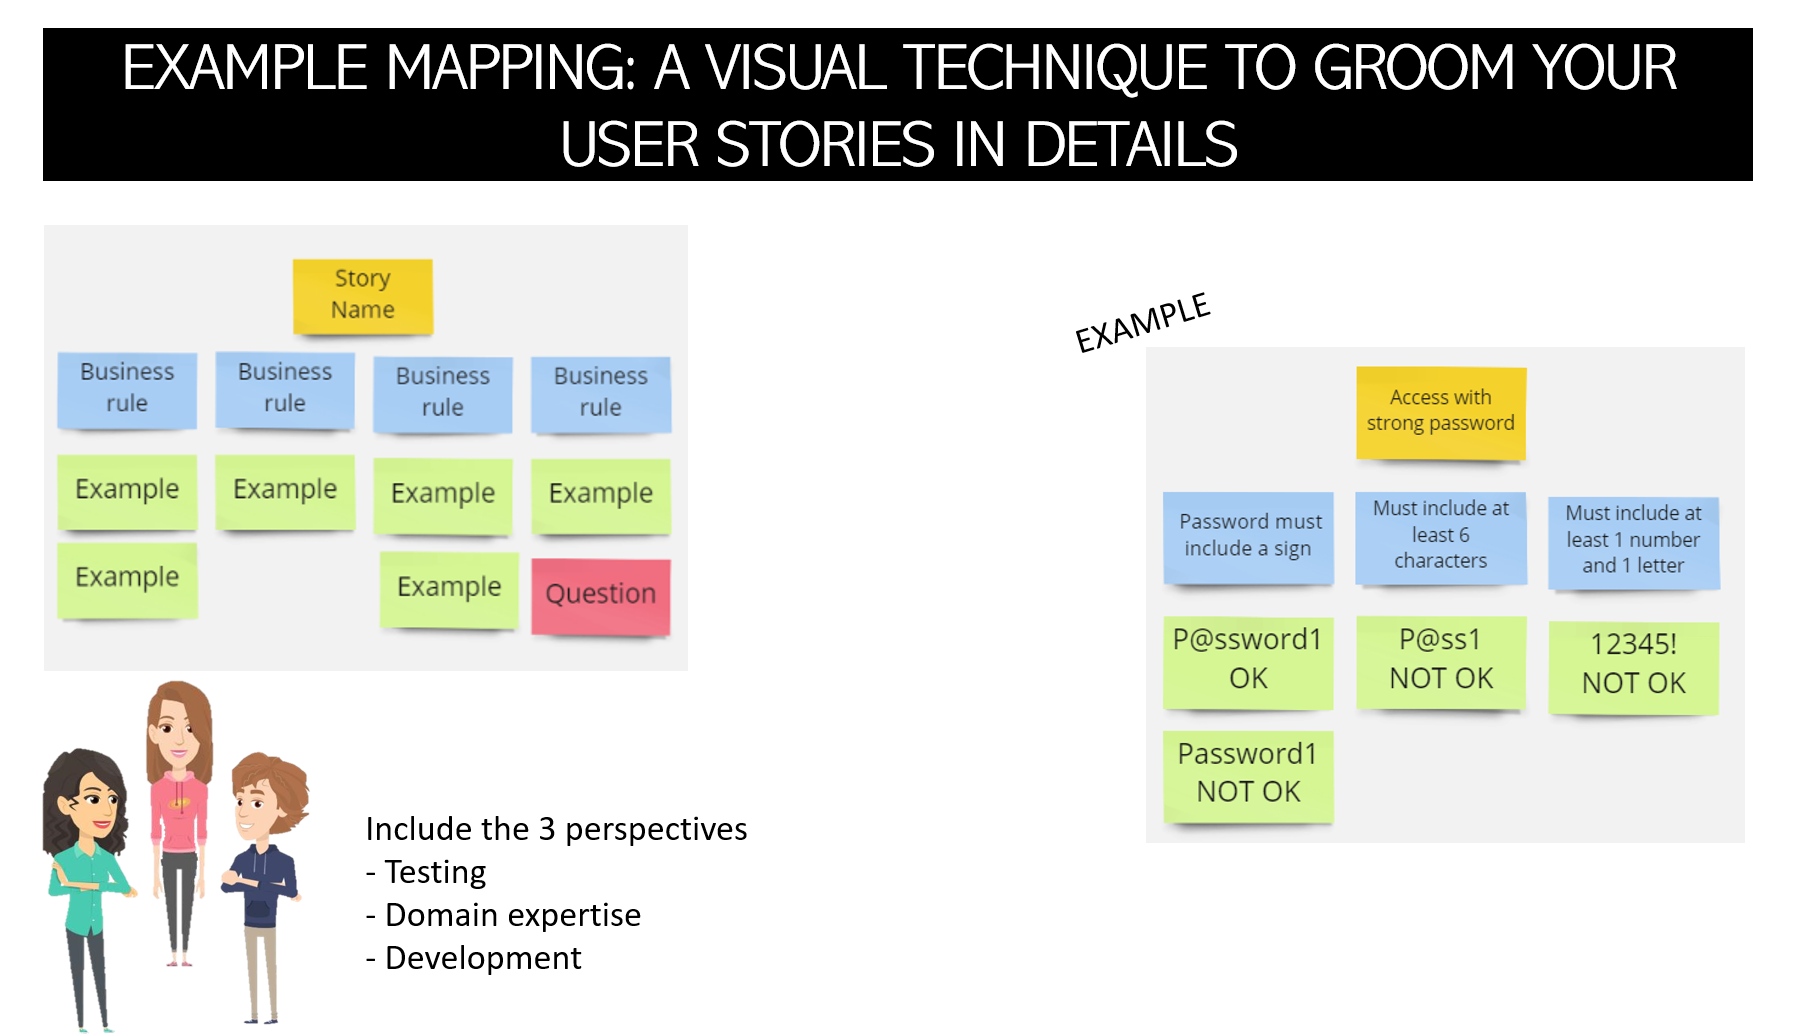 EXAMPLE MAPPING: A VISUAL TECHNIQUE TO GROOM YOUR
USER STORIES IN DETAILS
Story
Name
Business
rule
Business
rule
Business
rule
Business
rule
Example
Example
Example
Example
Example
Example
Question
EXAMPLE
Access with
strong password
Password must
include a sign
Must include at
least 6
characters
Must include at
least 1 number
and 1 letter
P@ssword1
OK
P@ss1
NOT OK
12345!
NOT OK
Password1
NOT OK
Include the 3 perspectives
- Testing
- Domain expertise
- Development